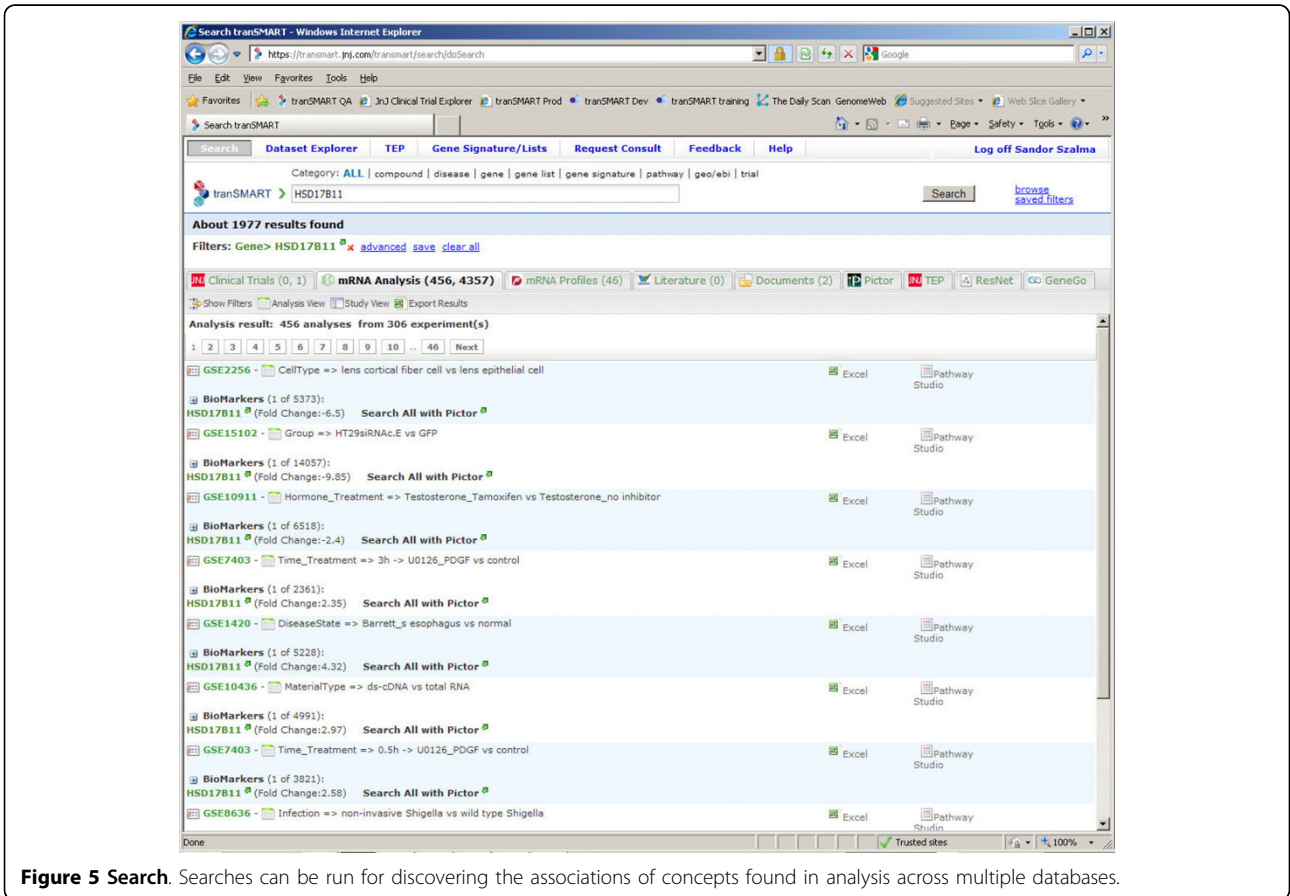 Search tranSMART - Windows Internet Explorer
https://transmart.jnj.com/transmart/search/doSearch
Google
File Edit View Favorites Tools Help
Favorites tranSMART QA JnJ Clinical Trial Explorer tranSMART Prod tranSMART Dev tranSMART training The Daily Scan GenomeWeb Suggested Sites Web Slice Gallery
Search tranSMART
Page Safety Tools »
Search Dataset Explorer TEP Gene Signature/Lists Request Consult Feedback Help Log off Sandor Szalma
Category: ALL | compound | disease | gene | gene list | gene signature | pathway | geo/ebi | trial
tranSMART HSD17B11 Search browse saved filters
About 1977 results found
Filters: Gene> HSD17B11 advanced save clear all
JNJ Clinical Trials (0, 1) mRNA Analysis (456, 4357) mRNA Profiles (46) Literature (0) Documents (2) Pictor JNJ TEP ResNet GO GeneGo
Show Filters Analysis View Study View Export Results
Analysis result: 456 analyses from 306 experiment(s)
1 2 3 4 5 6 7 8 9 10 .. 46 Next
GSE2256 - CellType => lens cortical fiber cell vs lens epithelial cell Excel Pathway Studio
BioMarkers (1 of 5373):
HSD17B11 (Fold Change:-6.5) Search All with Pictor
GSE15102 - Group => HT29siRNAc.E vs GFP Excel Pathway Studio
BioMarkers (1 of 14057):
HSD17B11 (Fold Change:-9.85) Search All with Pictor
GSE10911 - Hormone_Treatment => Testosterone_Tamoxifen vs Testosterone_no inhibitor Excel Pathway Studio
BioMarkers (1 of 6518):
HSD17B11 (Fold Change:-2.4) Search All with Pictor
GSE7403 - Time_Treatment => 3h -> U0126_PDGF vs control Excel Pathway Studio
BioMarkers (1 of 2361):
HSD17B11 (Fold Change:2.35) Search All with Pictor
GSE1420 - DiseaseState => Barrett_s esophagus vs normal Excel Pathway Studio
BioMarkers (1 of 5228):
HSD17B11 (Fold Change:4.32) Search All with Pictor
GSE10436 - MaterialType => ds-cDNA vs total RNA Excel Pathway Studio
BioMarkers (1 of 4991):
HSD17B11 (Fold Change:2.97) Search All with Pictor
GSE7403 - Time_Treatment => 0.5h -> U0126_PDGF vs control Excel Pathway Studio
BioMarkers (1 of 3821):
HSD17B11 (Fold Change:2.58) Search All with Pictor
GSE8636 - Infection => non-invasive Shigella vs wild type Shigella Excel Pathway Studio
Done Trusted sites 100%
Figure 5 Search. Searches can be run for discovering the associations of concepts found in analysis across multiple databases.